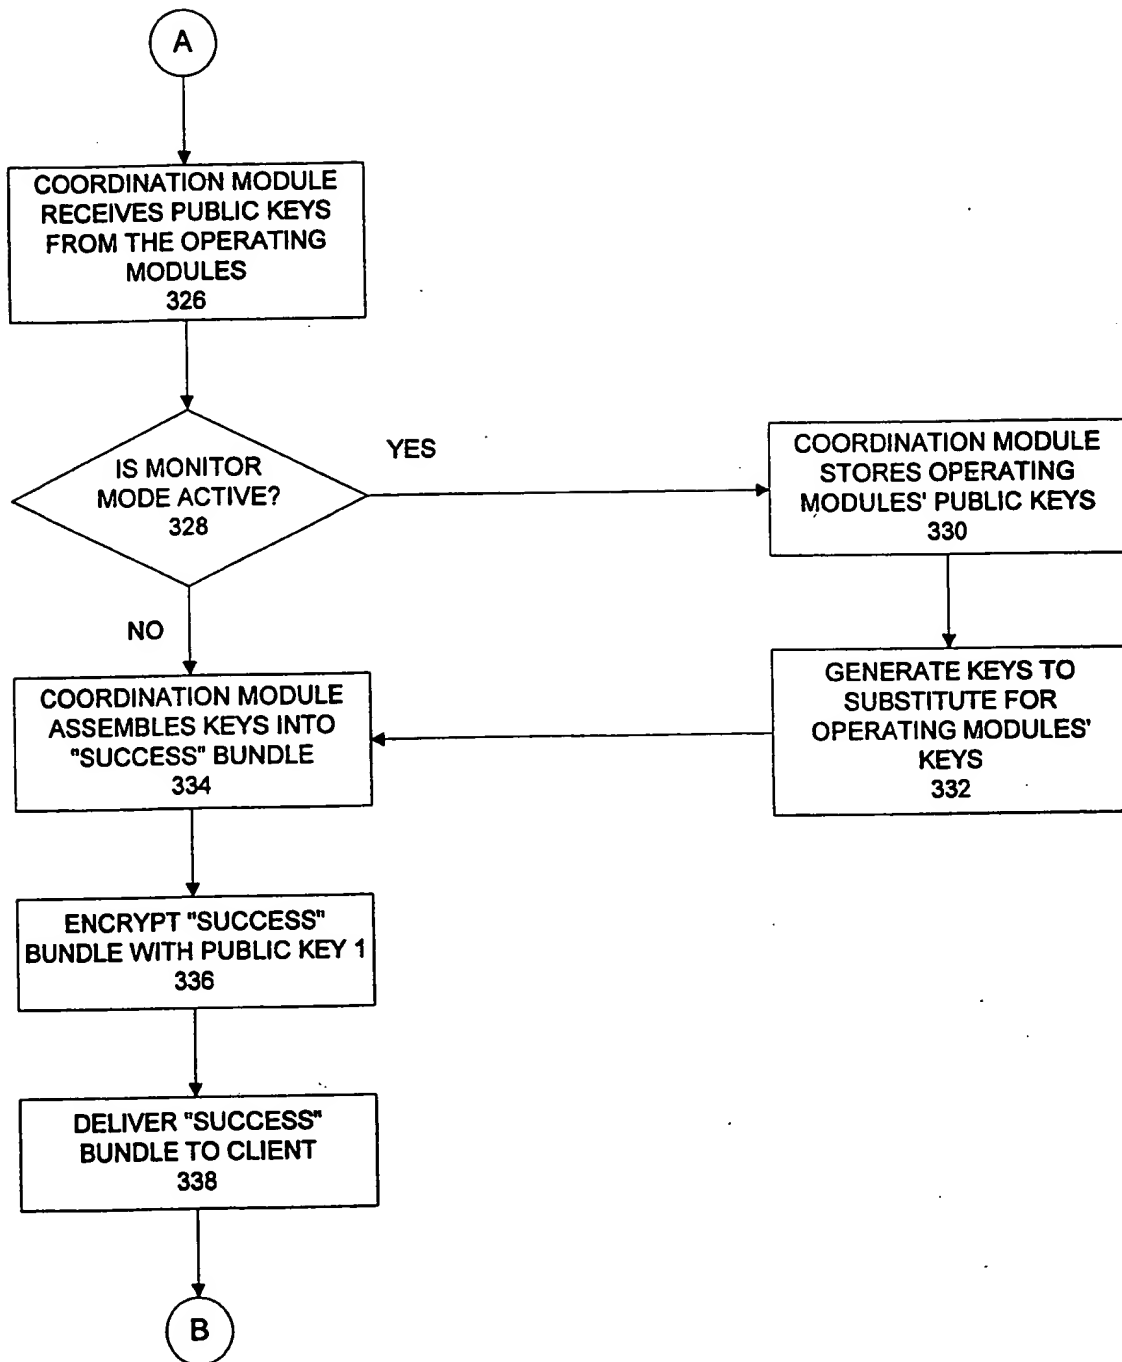 A
COORDINATION MODULE
RECEIVES PUBLIC KEYS
FROM THE OPERATING
MODULES
326
IS MONITOR
MODE ACTIVE?
328
YES
COORDINATION MODULE
STORES OPERATING
MODULES' PUBLIC KEYS
330
NO
GENERATE KEYS TO
SUBSTITUTE FOR
OPERATING MODULES'
KEYS
332
COORDINATION MODULE
ASSEMBLES KEYS INTO
"SUCCESS" BUNDLE
334
ENCRYPT "SUCCESS"
BUNDLE WITH PUBLIC KEY 1
336
DELIVER "SUCCESS"
BUNDLE TO CLIENT
338
B